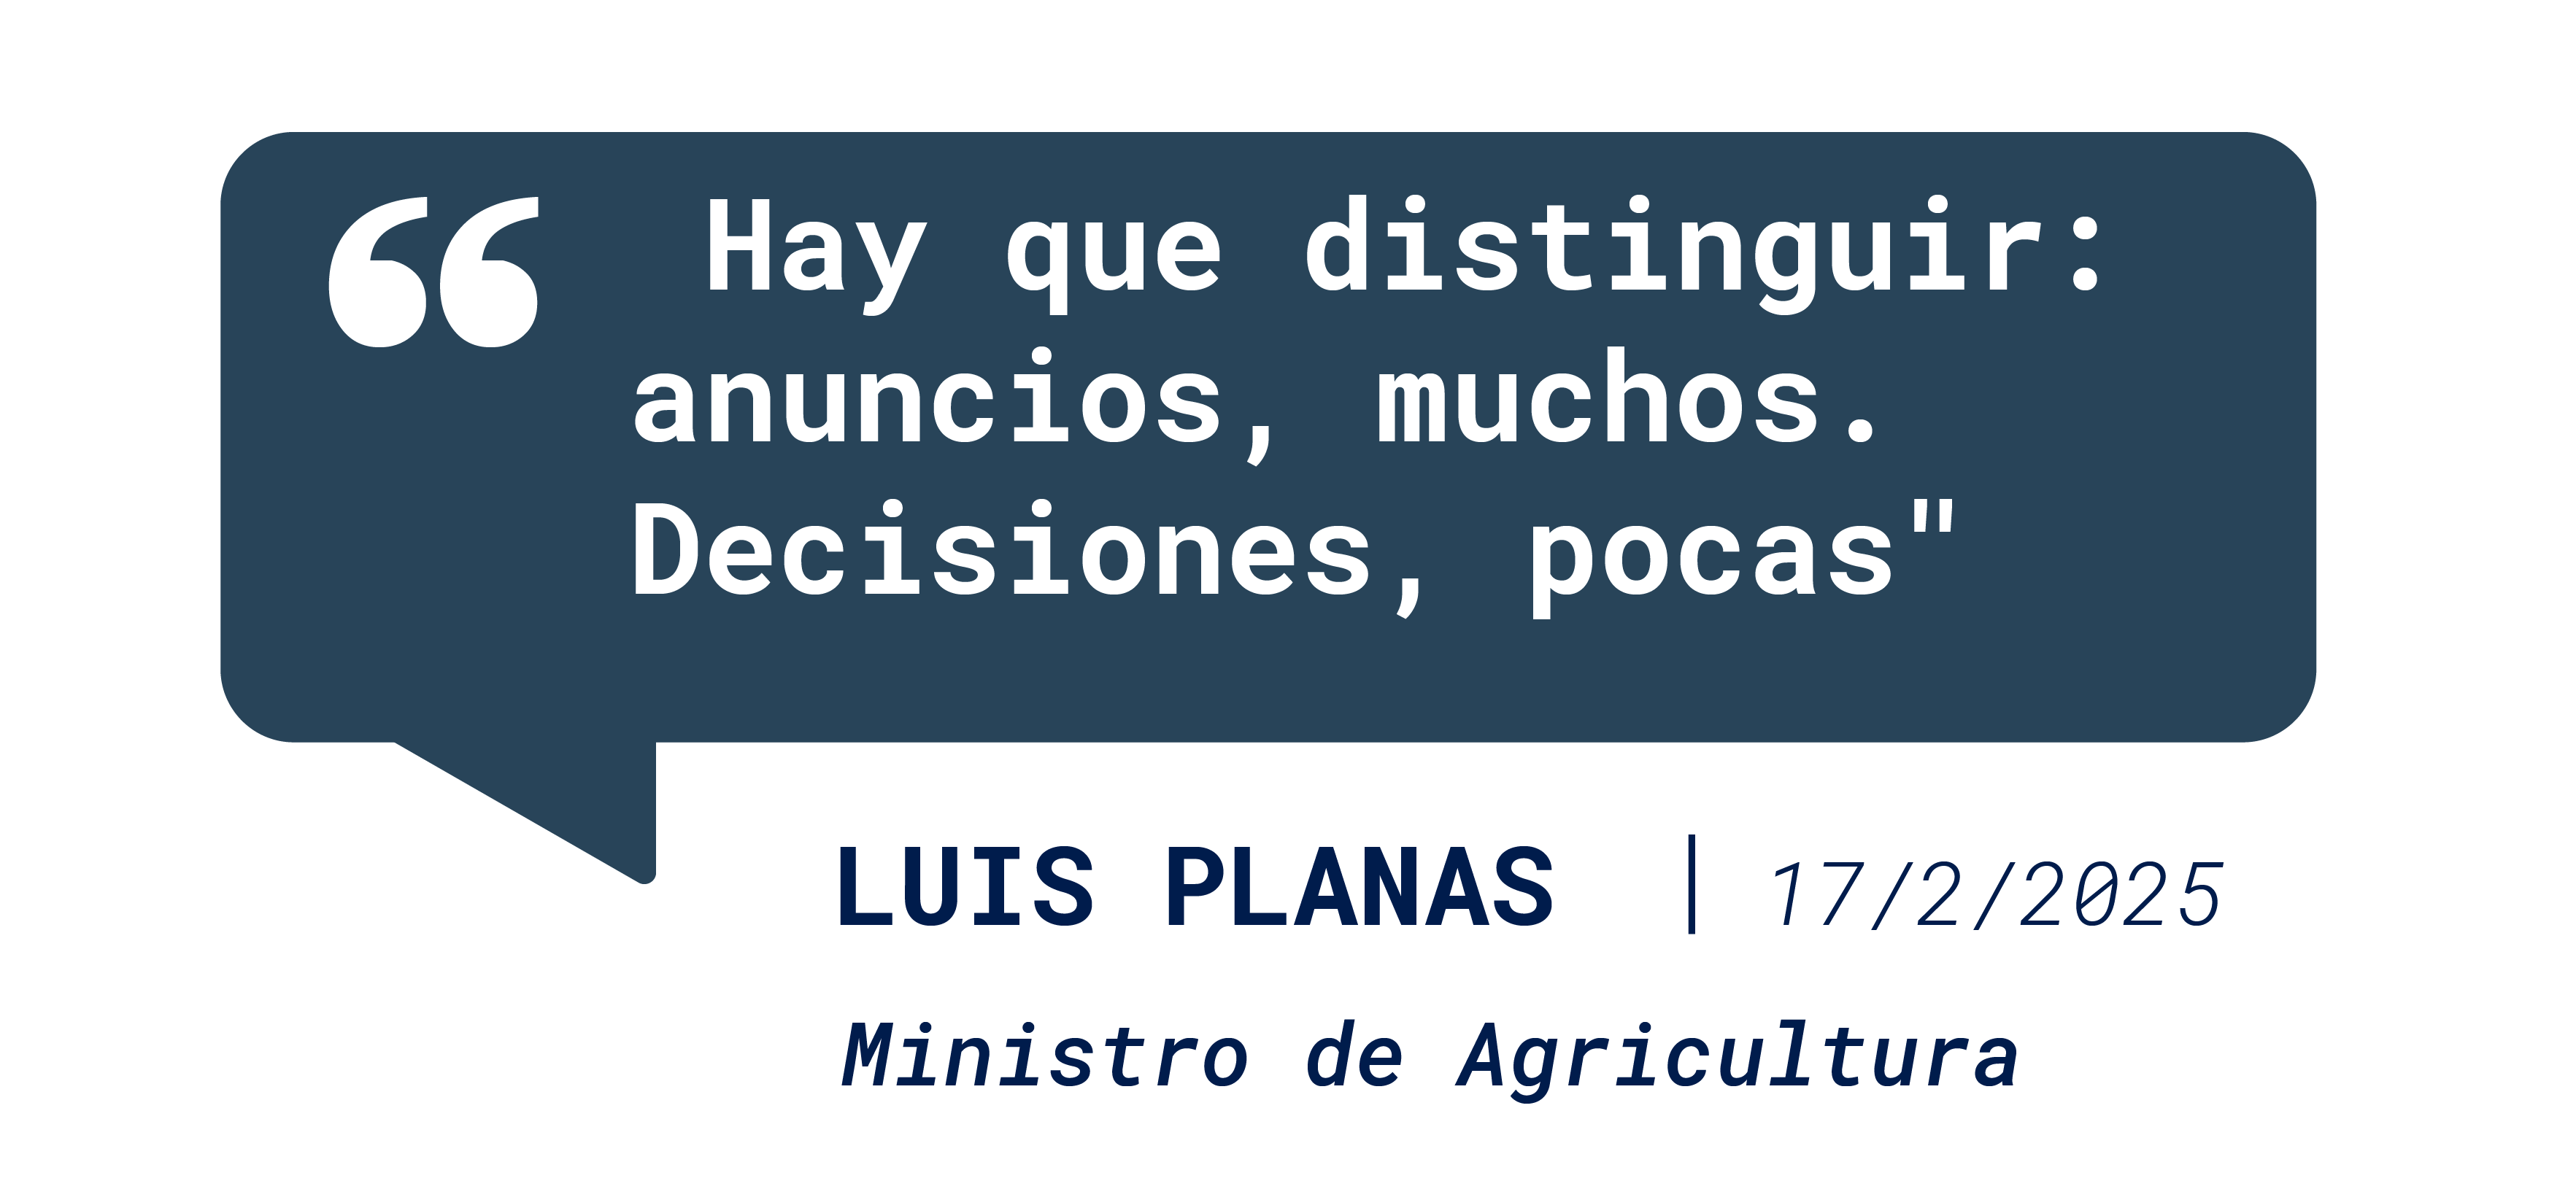 “ Hay que distinguir:
anuncios, muchos.
Decisiones, pocas"
LUIS PLANAS | 17/2/2025
Ministro de Agricultura